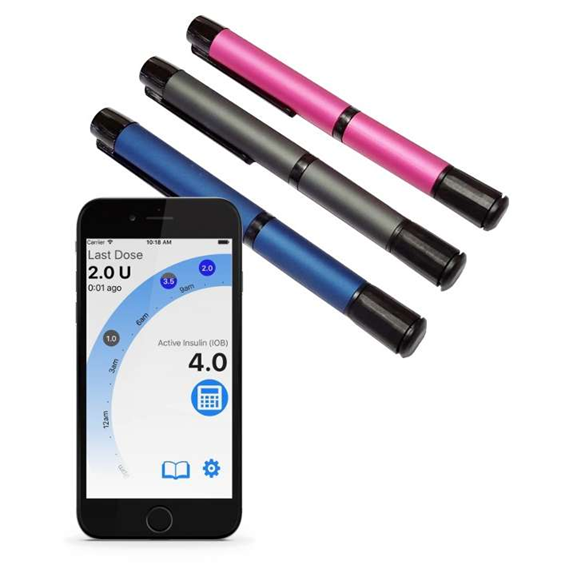 Carrier
10:18 AM
Last Dose
2.0 U
0:01 ago
2.0
3.5
9am
6am
1.0
3am
12am
Active Insulin (IOB)
4.0